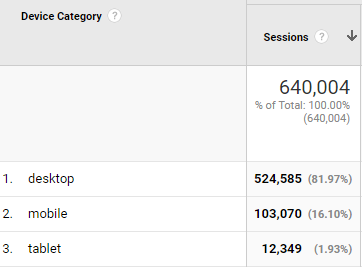 Device Category ?
Sessions ?
640,004
% of Total: 100.00%
(640,004)
1. desktop 524,585 (81.97%)
2. mobile 103,070 (16.10%)
3. tablet 12,349 (1.93%)